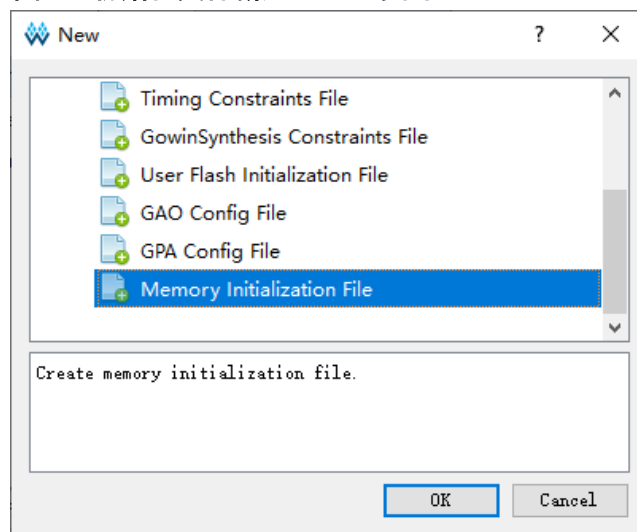 New
?
Timing Constraints File
GowinSynthesis Constraints File
User Flash Initialization File
GAO Config File
GPA Config File
Memory Initialization File
Create memory initialization file.
OK
Cancel